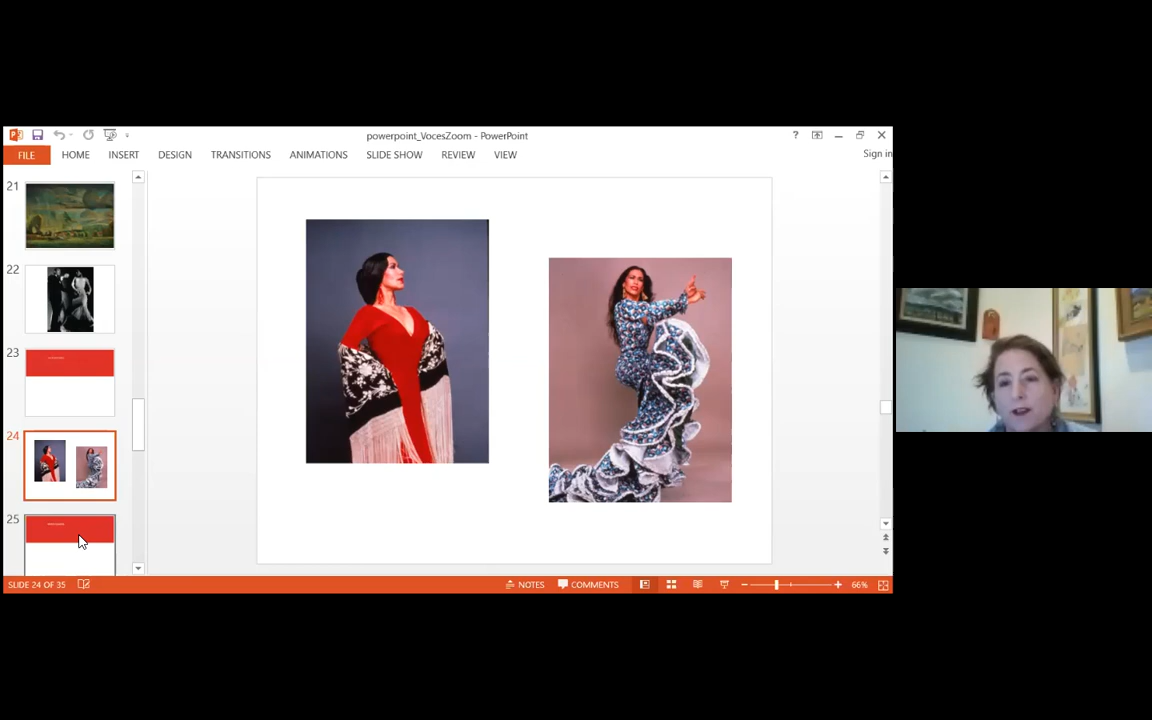 powerpoint_VocesZoom - PowerPoint
FILE HOME INSERT DESIGN TRANSITIONS ANIMATIONS SLIDE SHOW REVIEW VIEW
Sign in
21
22
23
24
25
SLIDE 24 OF 35
NOTES COMMENTS 66%